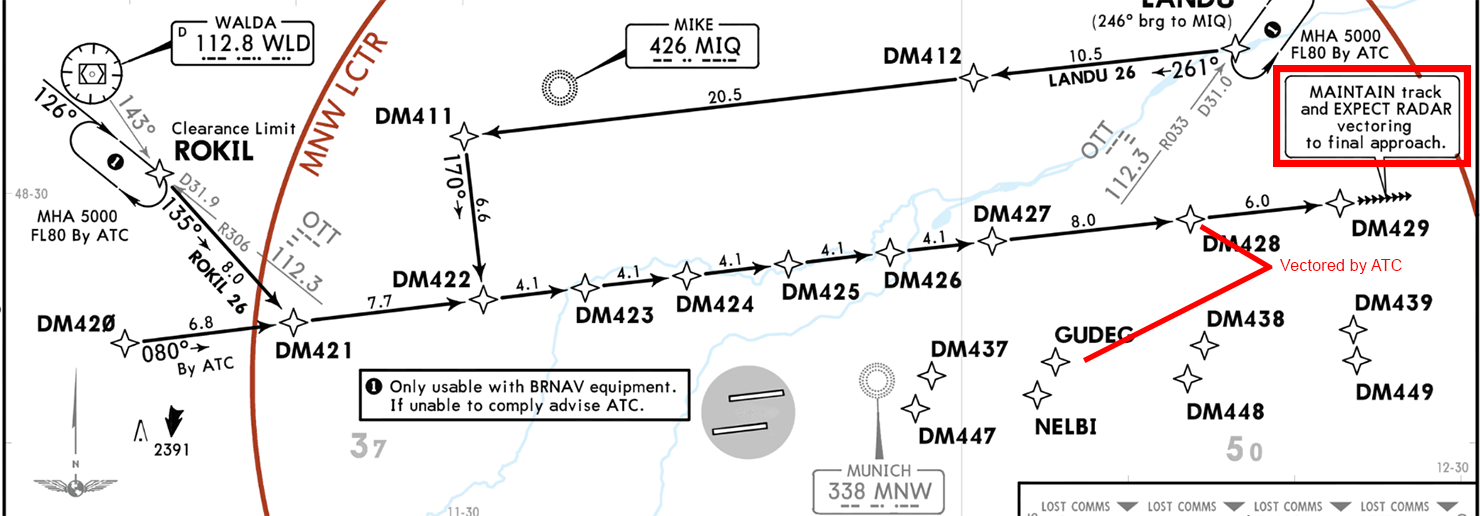 WALDA
D 112.8 WLD
MIKE
426 MIQ
LANDU
(246° brg to MIQ)
MHA 5000
FL80 By ATC
DM412
10.5
LANDU 26
261°
MAINTAIN track
and EXPECT RADAR
vectoring
to final approach.
MNW LCTR
20.5
DM411
126°
143°
Clearance Limit
ROKIL
1
1
OTT
112.3
R033
D31.0
48-30
MHA 5000
FL80 By ATC
D31.9
R306
135°
8.0
ROKIL 26
OTT
112.3
170°
6.6
DM427
6.0
8.0
DM429
DM428
Vectored by ATC
4.1
4.1
4.1
4.1
4.1
DM422
DM426
DM425
DM424
DM423
7.7
DM420
6.8
080°
By ATC
DM421
DM439
DM438
GUDEG
DM437
DM449
DM448
NELBI
DM447
1 Only usable with BRNAV equipment.
If unable to comply advise ATC.
2391
N
37
50
MUNICH
338 MNW
12-30
11-30
LOST COMMS LOST COMMS LOST COMMS LOST COMMS